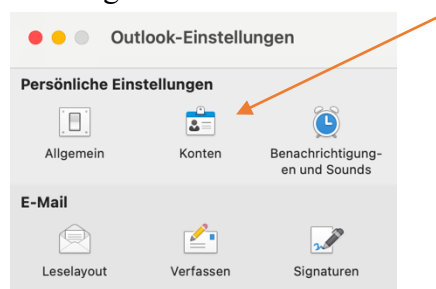 Outlook-Einstellungen
Persönliche Einstellungen
Allgemein Konten Benachrichtigung-
en und Sounds
E-Mail
Leselayout Verfassen Signaturen